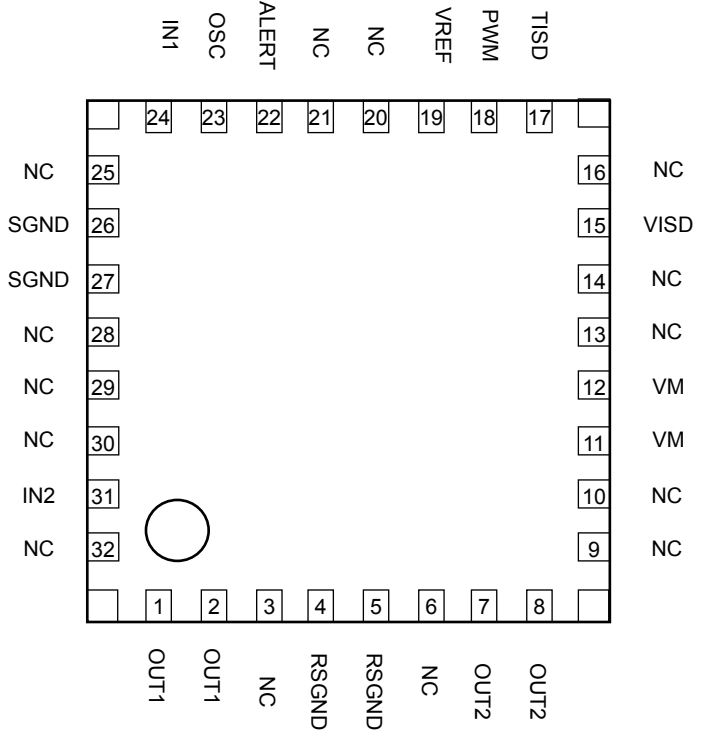 IN1 OSC ALERT NC NC VREF PWM TISD
24 23 22 21 20 19 18 17
NC 25 16 NC
SGND 26 15 VISD
SGND 27 14 NC
NC 28 13 NC
NC 29 12 VM
NC 30 11 VM
IN2 31 10 NC
NC 32 9 NC
1 2 3 4 5 6 7 8
OUT1 OUT1 NC RSGND RSGND NC OUT2 OUT2